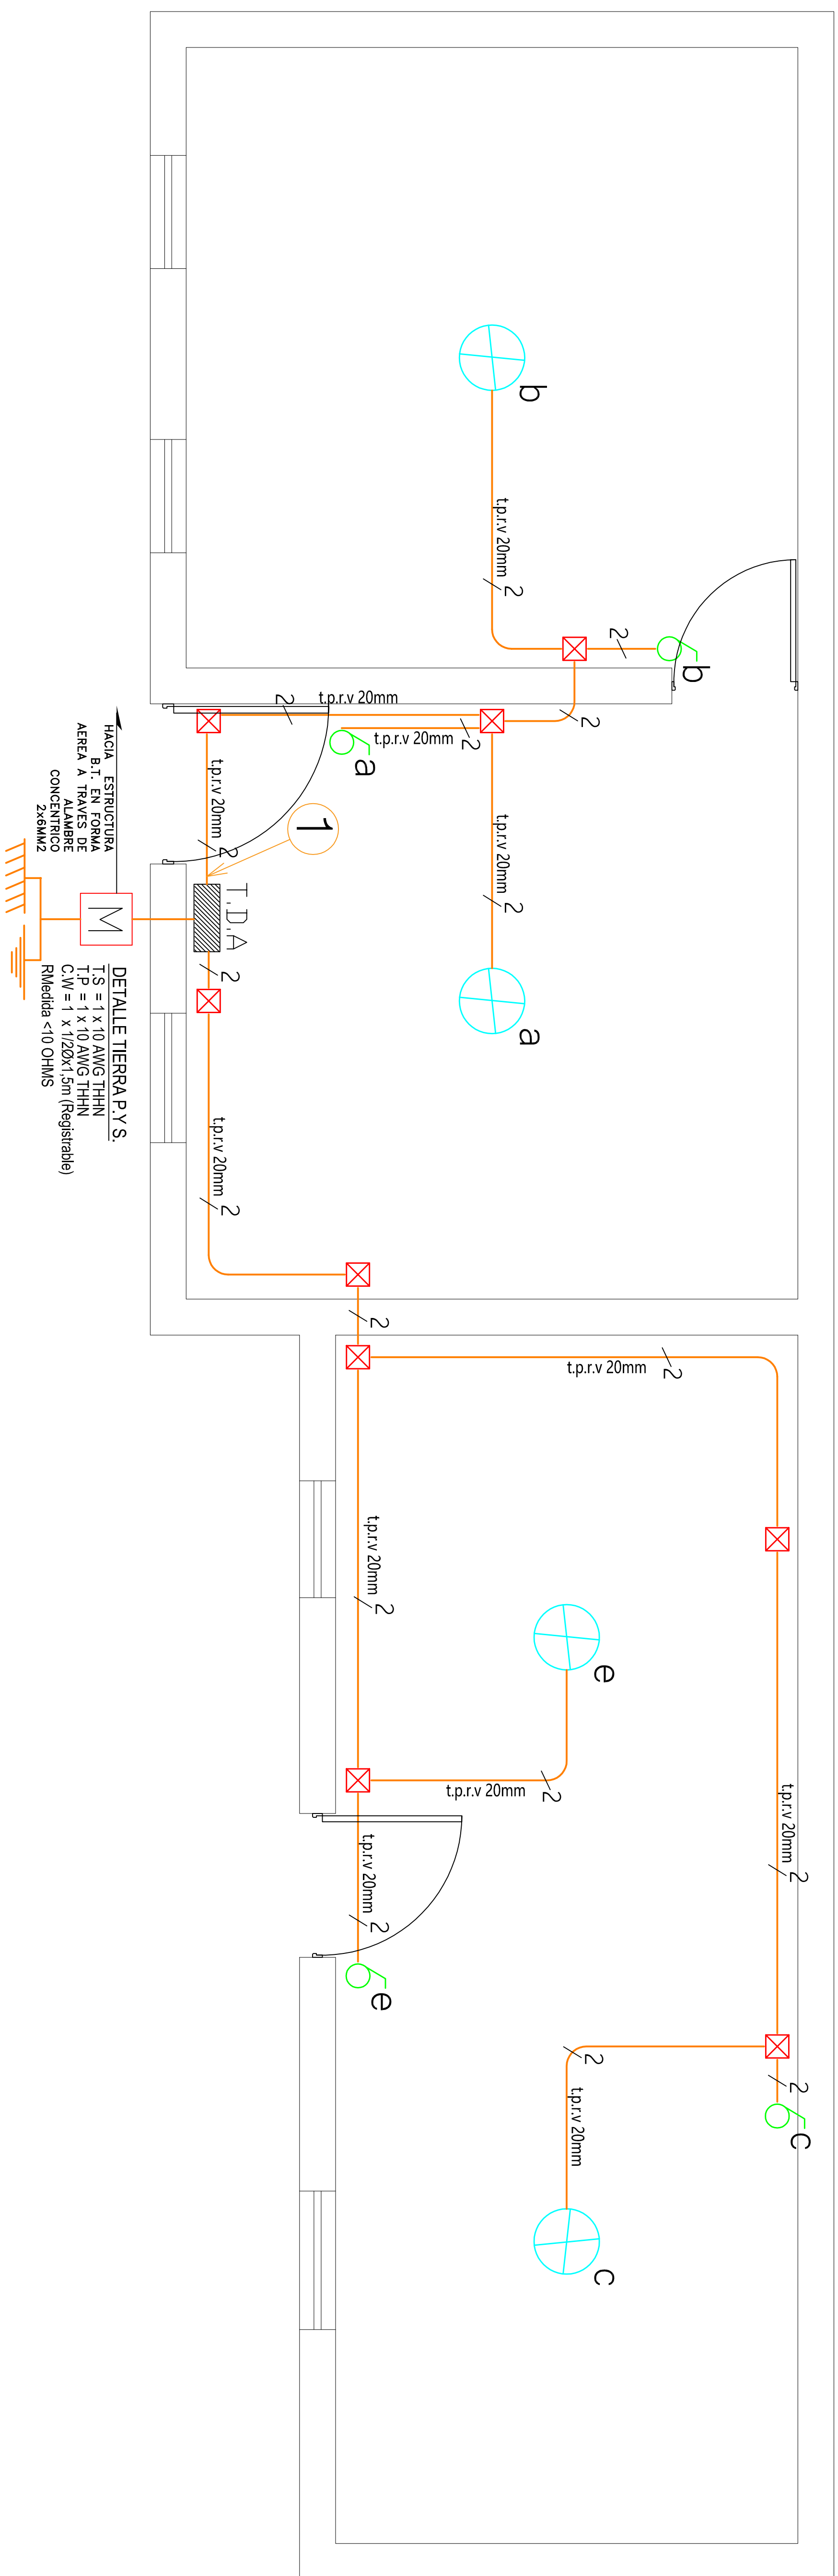 b
t.p.r.v 20mm
2
2
b
2
t.p.r.v 20mm
2
t.p.r.v 20mm
2
a
t.p.r.v 20mm
2
a
t.p.r.v 20mm
2
1
T.D.A
2
t.p.r.v 20mm
2
HACIA ESTRUCTURA
B.T. EN FORMA
AEREA A TRAVES DE
ALAMBRE
CONCENTRICO
2x6MM2
M
DETALLE TIERRA P.Y S.
T.S = 1 x 10 AWG THHN
T.P = 1 x 10 AWG THHN
C.W = 1 x 1/2Øx1,5m (Registrable)
RMedida <10 OHMS
2
t.p.r.v 20mm
2
t.p.r.v 20mm
2
e
t.p.r.v 20mm
2
t.p.r.v 20mm
2
e
t.p.r.v 20mm
2
2
c
2
t.p.r.v 20mm
c